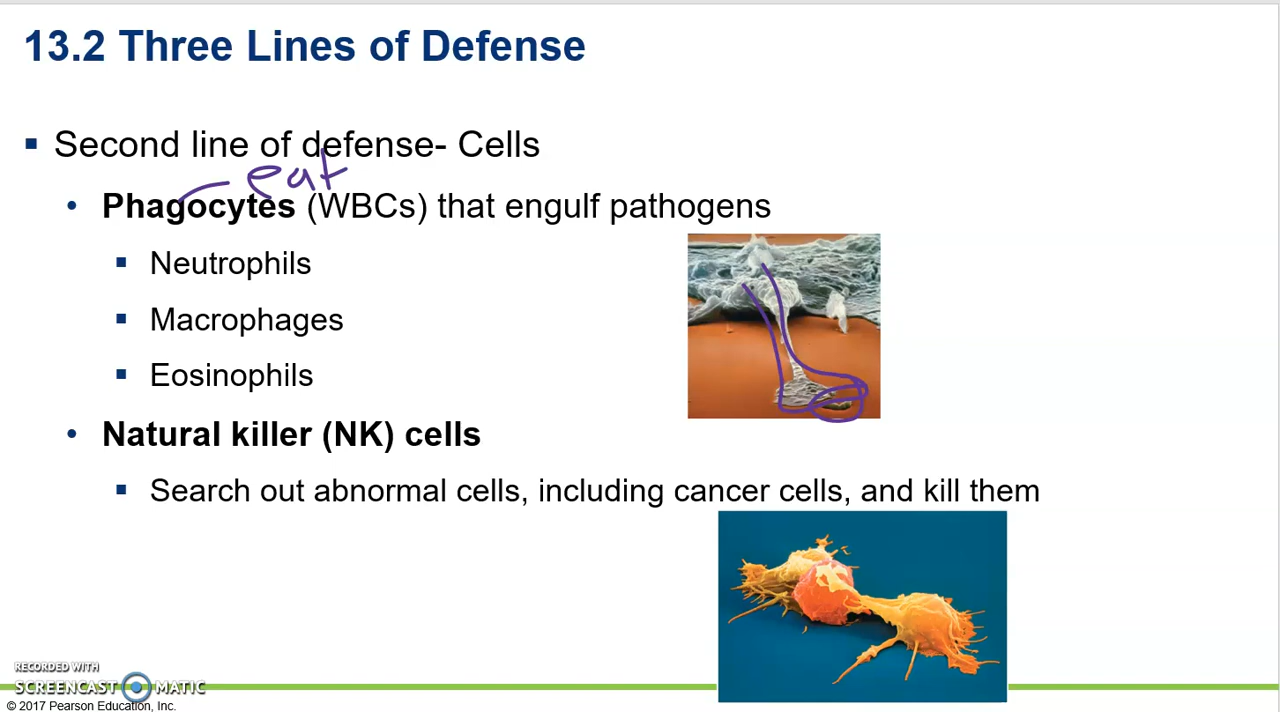 13.2 Three Lines of Defense
Second line of defense- Cells
eat
Phagocytes (WBCs) that engulf pathogens
Neutrophils
Macrophages
Eosinophils
Natural killer (NK) cells
Search out abnormal cells, including cancer cells, and kill them
RECORDED WITH
SCREENCAST MATIC
© 2017 Pearson Education, Inc.